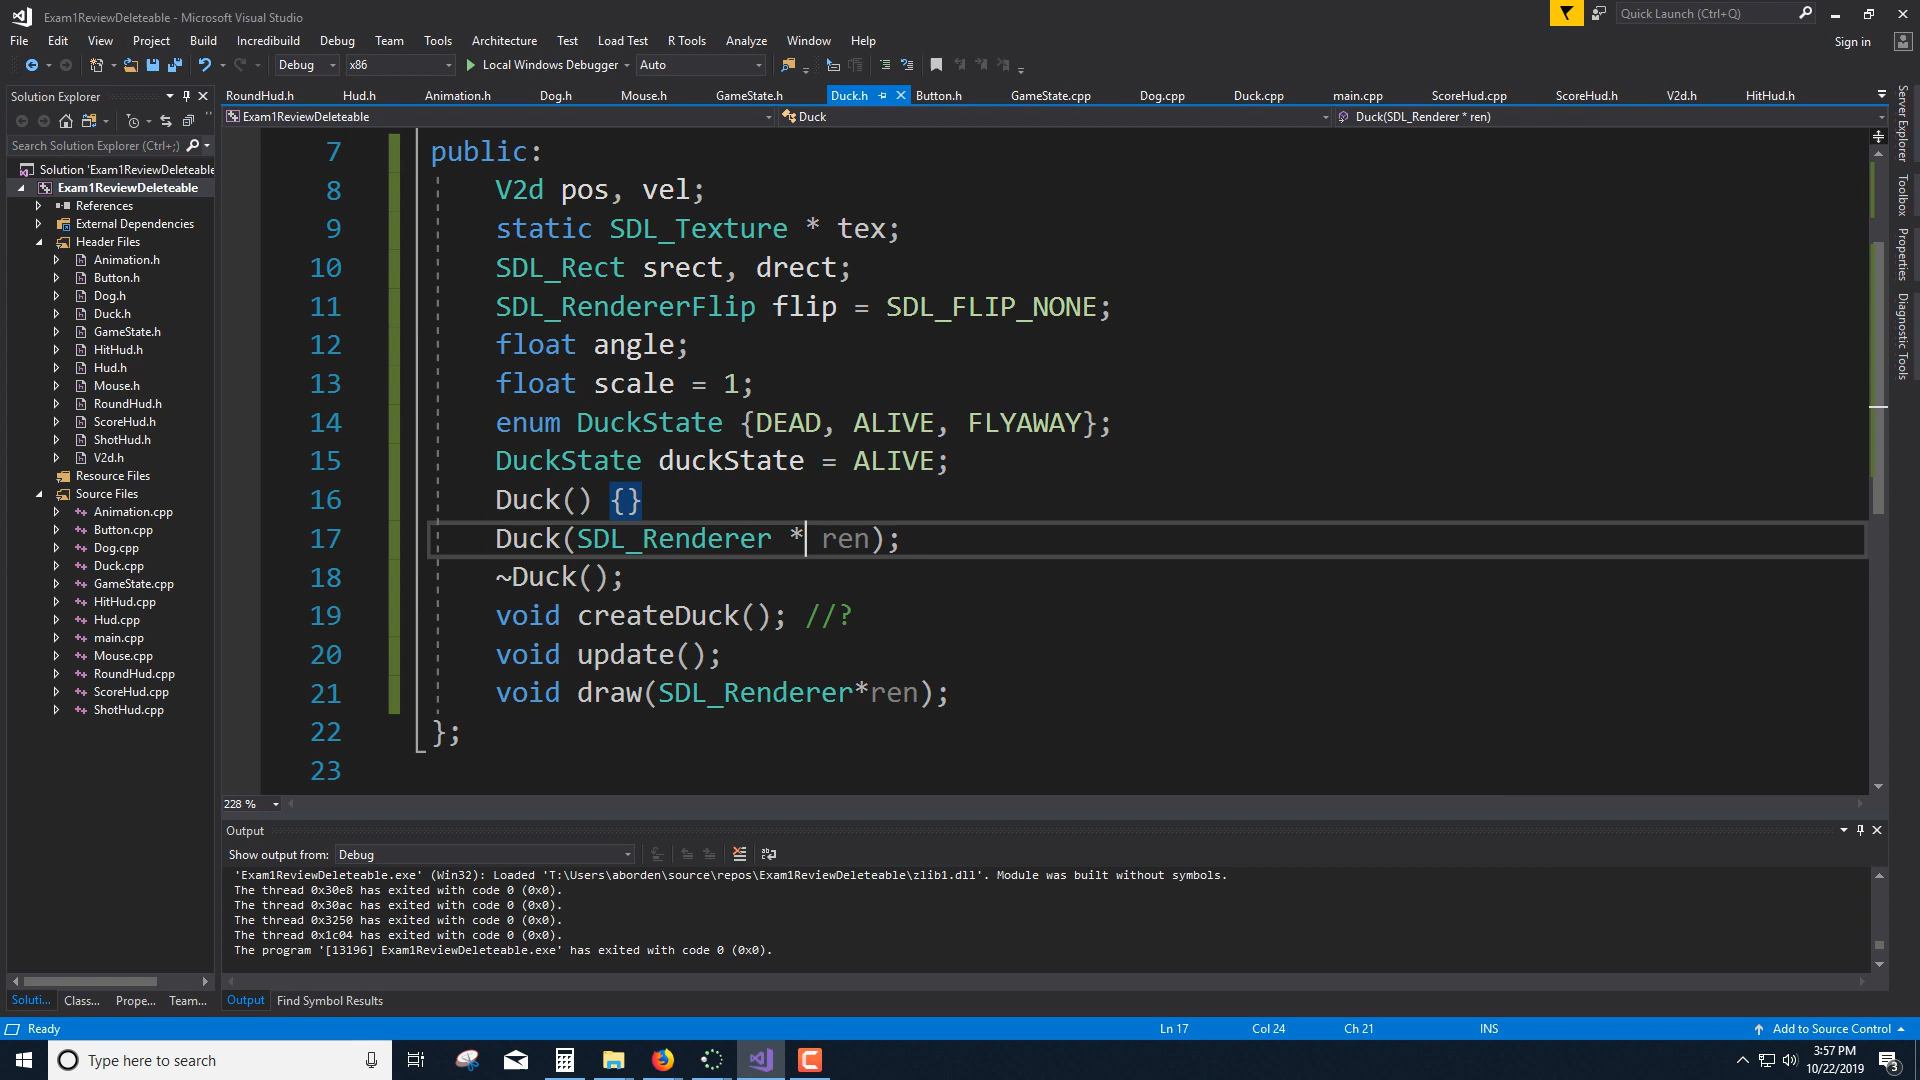 Exam1ReviewDeleteable - Microsoft Visual Studio
Quick Launch (Ctrl+Q)
File Edit View Project Build Incredibuild Debug Team Tools Architecture Test Load Test R Tools Analyze Window Help
Sign in
Debug x86 Local Windows Debugger Auto
Solution Explorer
RoundHud.h Hud.h Animation.h Dog.h Mouse.h GameState.h Duck.h Button.h GameState.cpp Dog.cpp Duck.cpp main.cpp ScoreHud.cpp ScoreHud.h V2d.h HitHud.h
Exam1ReviewDeleteable Duck Duck(SDL_Renderer * ren)
Search Solution Explorer (Ctrl+;)
Solution 'Exam1ReviewDeleteable
Exam1ReviewDeleteable
References
External Dependencies
Header Files
Animation.h
Button.h
Dog.h
Duck.h
GameState.h
HitHud.h
Hud.h
Mouse.h
RoundHud.h
ScoreHud.h
ShotHud.h
V2d.h
Resource Files
Source Files
Animation.cpp
Button.cpp
Dog.cpp
Duck.cpp
GameState.cpp
HitHud.cpp
Hud.cpp
main.cpp
Mouse.cpp
RoundHud.cpp
ScoreHud.cpp
ShotHud.cpp
Soluti... Class... Prope... Team...
7 public:
8 V2d pos, vel;
9 static SDL_Texture * tex;
10 SDL_Rect srect, drect;
11 SDL_RendererFlip flip = SDL_FLIP_NONE;
12 float angle;
13 float scale = 1;
14 enum DuckState {DEAD, ALIVE, FLYAWAY};
15 DuckState duckState = ALIVE;
16 Duck() {}
17 Duck(SDL_Renderer * ren);
18 ~Duck();
19 void createDuck(); //?
20 void update();
21 void draw(SDL_Renderer*ren);
22 };
23
228 %
Server Explorer
Toolbox
Properties
Diagnostic Tools
Output
Show output from: Debug
'Exam1ReviewDeleteable.exe' (Win32): Loaded 'T:\Users\aborden\source\repos\Exam1ReviewDeleteable\zlib1.dll'. Module was built without symbols.
The thread 0x30e8 has exited with code 0 (0x0).
The thread 0x30ac has exited with code 0 (0x0).
The thread 0x3250 has exited with code 0 (0x0).
The thread 0x1c04 has exited with code 0 (0x0).
The program '[13196] Exam1ReviewDeleteable.exe' has exited with code 0 (0x0).
Output Find Symbol Results
Ready Ln 17 Col 24 Ch 21 INS Add to Source Control
Type here to search
3:57 PM
10/22/2019
3